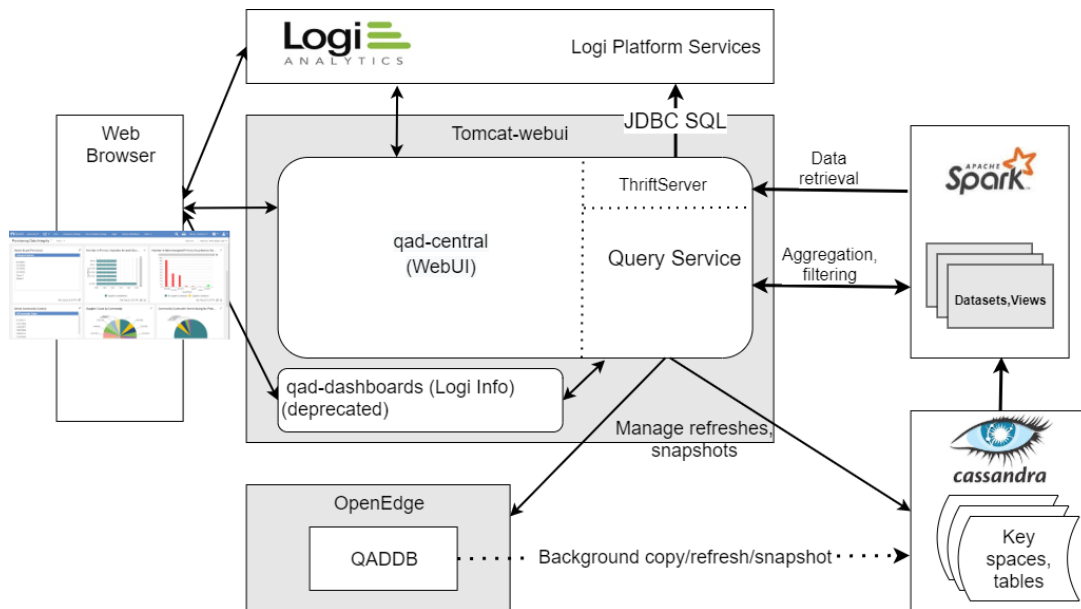 Logi
ANALYTICS
Logi Platform Services
JDBC SQL
Web
Browser
Tomcat-webui
ThriftServer
qad-central
(WebUI)
Query Service
Data
retrieval
APACHE
Spark
Aggregation,
filtering
Datasets,Views
qad-dashboards (Logi Info)
(deprecated)
Manage refreshes,
snapshots
cassandra
OpenEdge
QADDB
Background copy/refresh/snapshot
Key
spaces,
tables